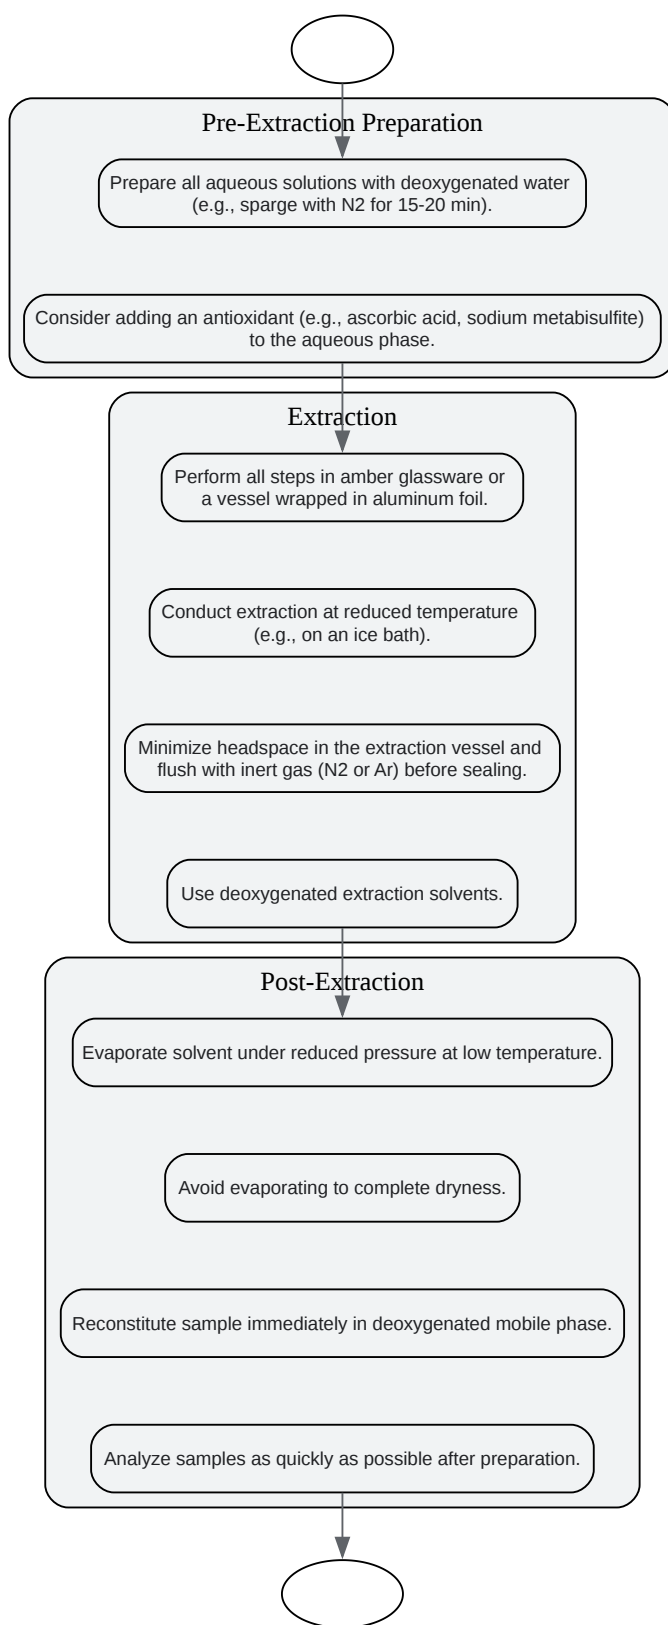 Pre-Extraction Preparation
Prepare all aqueous solutions with deoxygenated water
(e.g., sparge with N2 for 15-20 min).
Consider adding an antioxidant (e.g., ascorbic acid, sodium metabisulfite)
to the aqueous phase.
Extraction
Perform all steps in amber glassware or
a vessel wrapped in aluminum foil.
Conduct extraction at reduced temperature
(e.g., on an ice bath).
Minimize headspace in the extraction vessel and
flush with inert gas (N2 or Ar) before sealing.
Use deoxygenated extraction solvents.
Post-Extraction
Evaporate solvent under reduced pressure at low temperature.
Avoid evaporating to complete dryness.
Reconstitute sample immediately in deoxygenated mobile phase.
Analyze samples as quickly as possible after preparation.